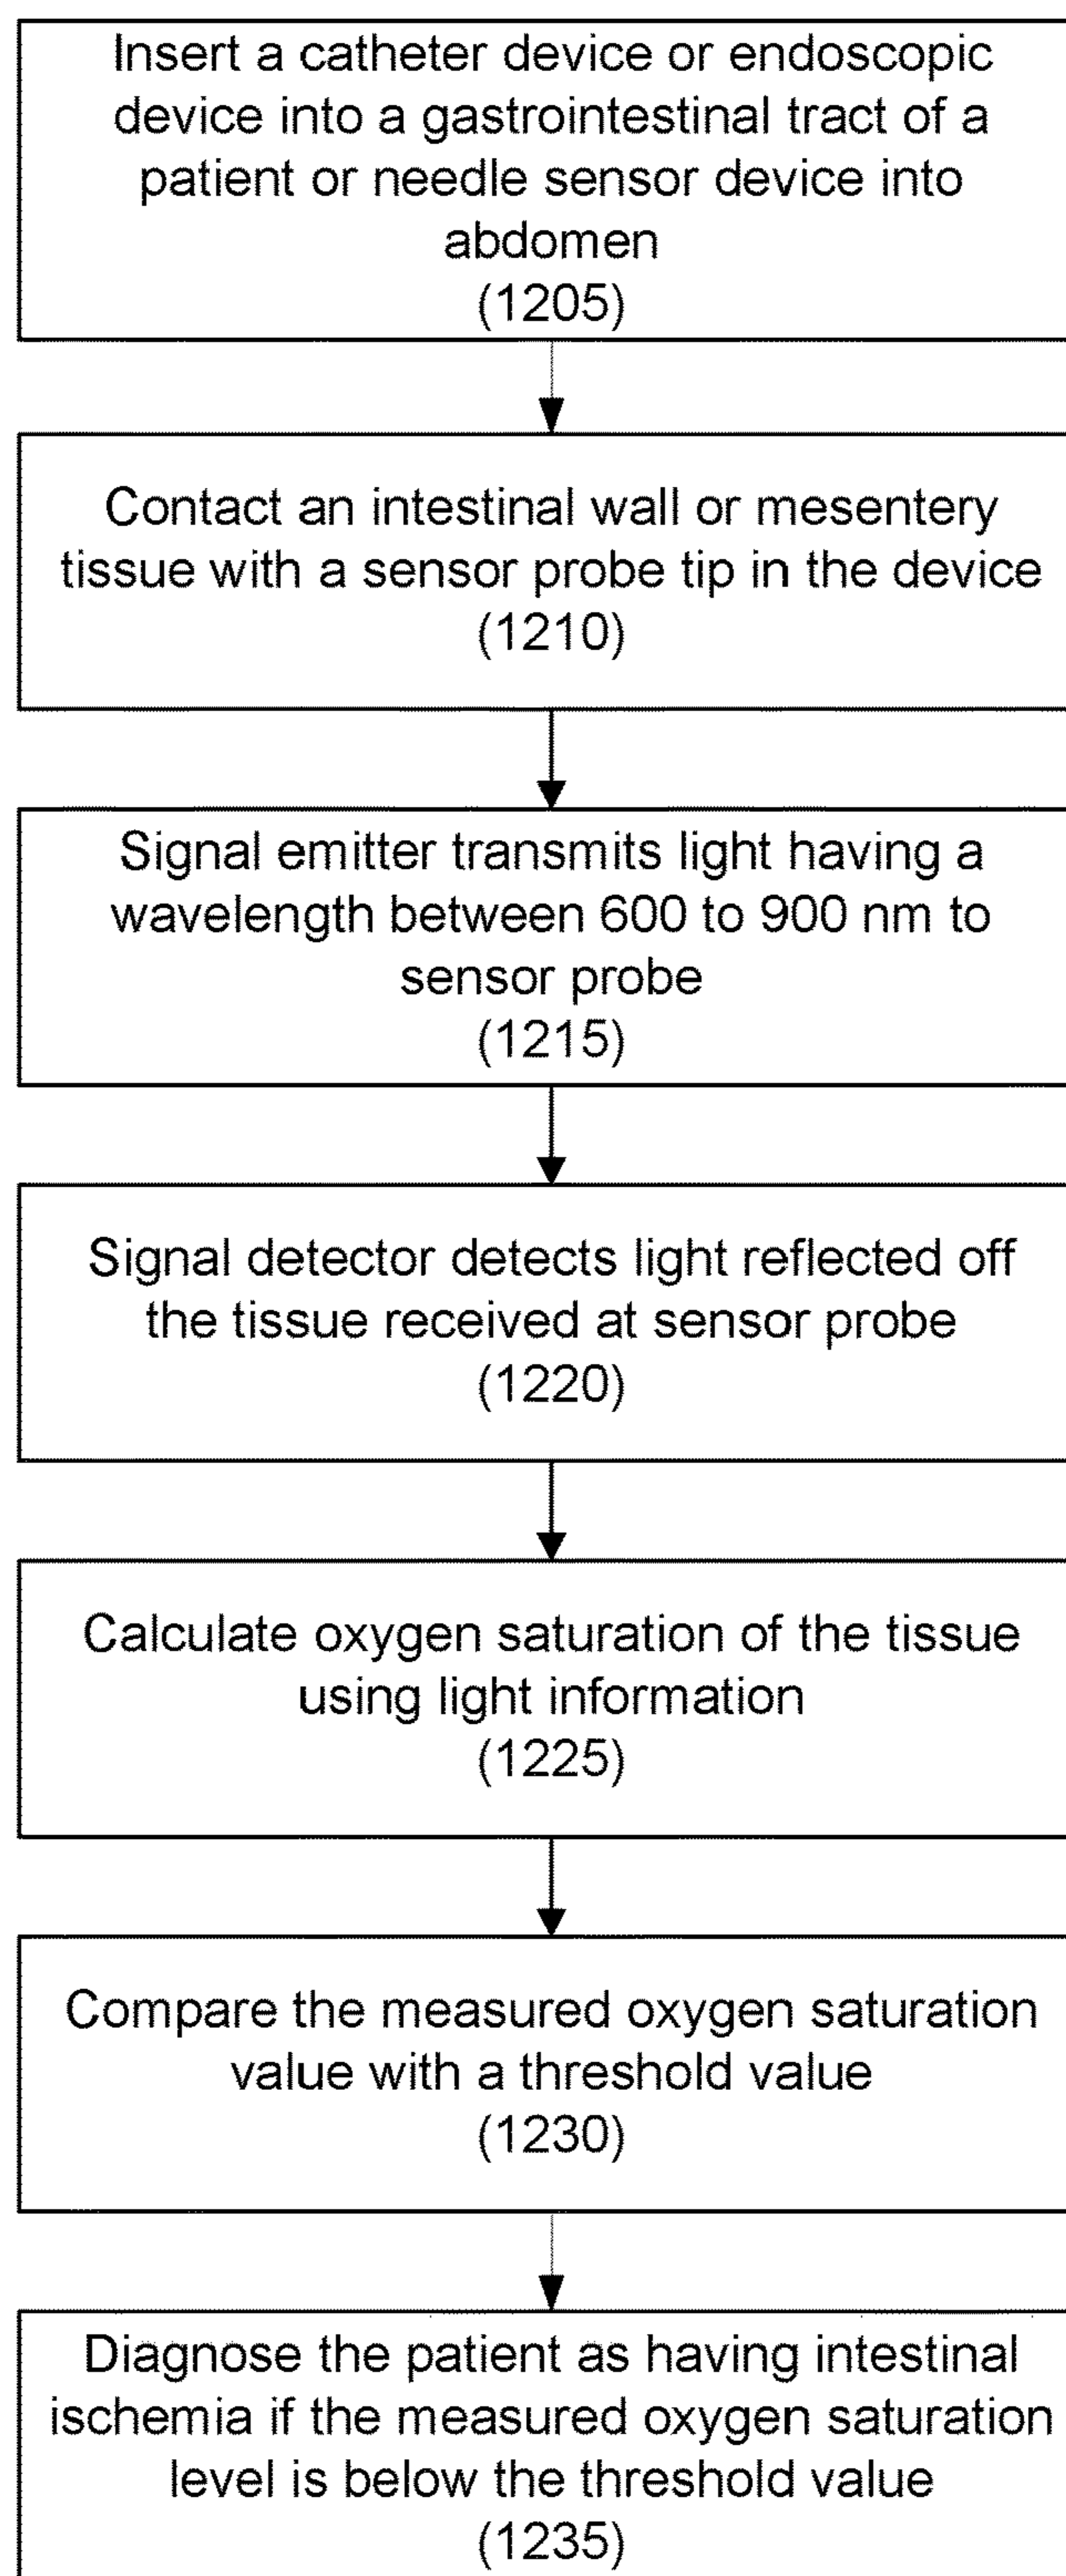 Insert a catheter device or endoscopic
device into a gastrointestinal tract of a
patient or needle sensor device into
abdomen
(1205)
Contact an intestinal wall or mesentery
tissue with a sensor probe tip in the device
(1210)
Signal emitter transmits light having a
wavelength between 600 to 900 nm to
sensor probe
(1215)
Signal detector detects light reflected off
the tissue received at sensor probe
(1220)
Calculate oxygen saturation of the tissue
using light information
(1225)
Compare the measured oxygen saturation
value with a threshold value
(1230)
Diagnose the patient as having intestinal
ischemia if the measured oxygen saturation
level is below the threshold value
(1235)